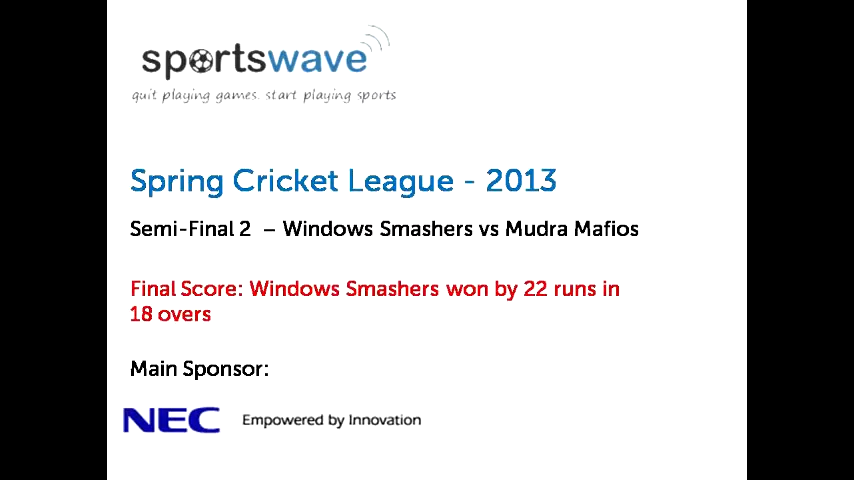 sportswave
quit playing games. start playing sports
Spring Cricket League - 2013
Semi-Final 2 – Windows Smashers vs Mudra Mafios
Final Score: Windows Smashers won by 22 runs in
18 overs
Main Sponsor:
NEC Empowered by Innovation